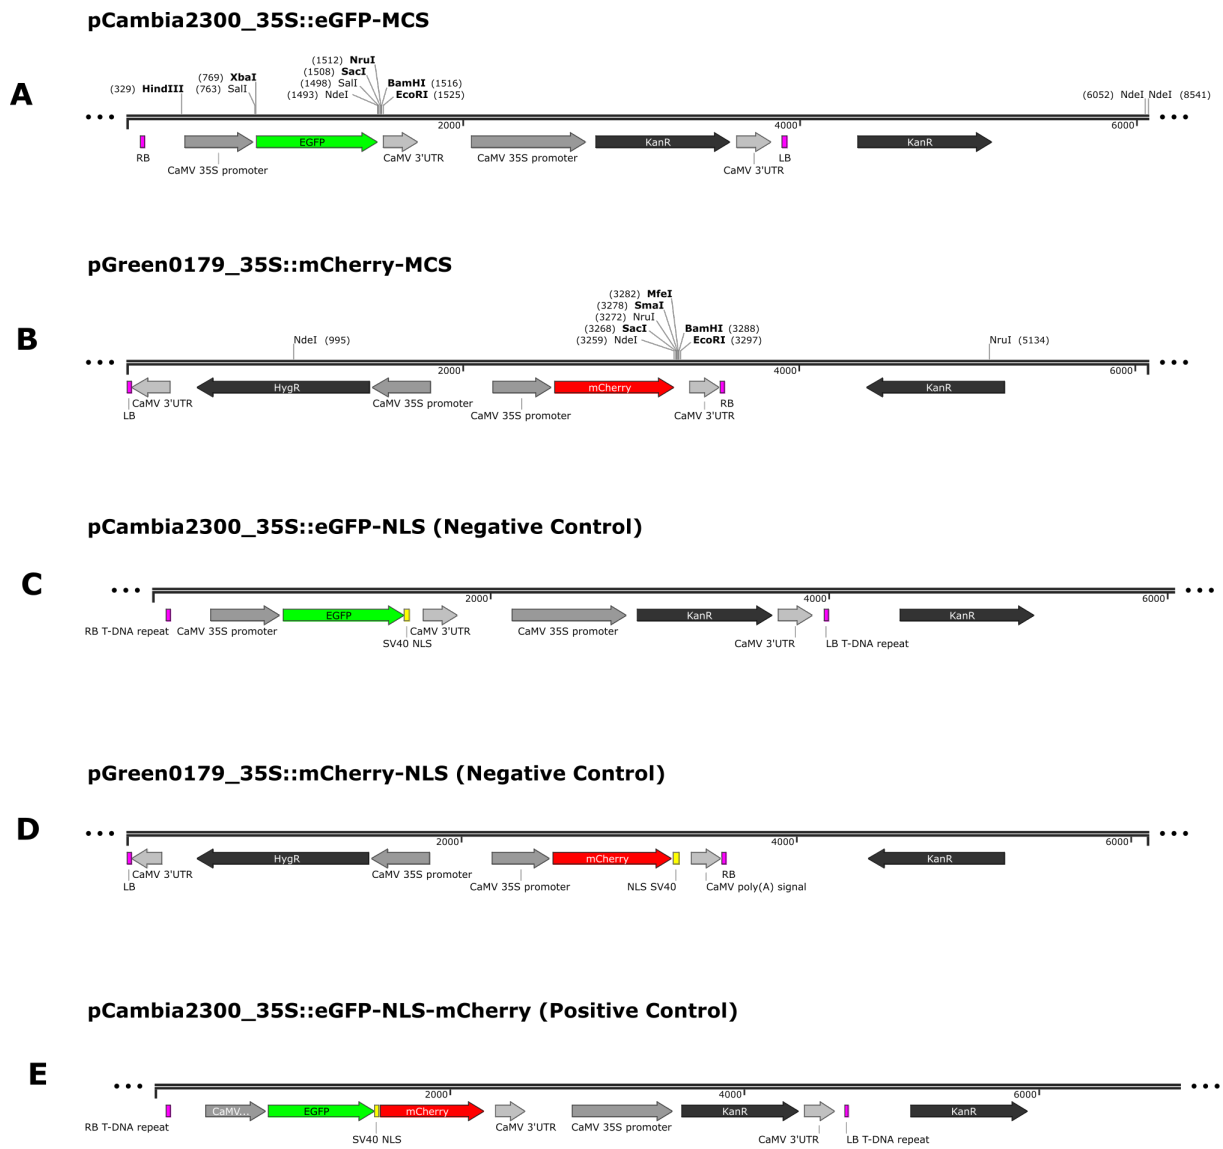 pCambia2300_35S::eGFP-MCS
A
(1512) NruI
(1508) SacI
(769) XbaI
(1498) SalI
BamHI (1516)
(329) HindIII
(763) SalI
(1493) NdeI
EcoRI (1525)
(6052) NdeI
NdeI (8541)
2000
4000
6000
EGFP
KanR
KanR
RB
CaMV 3'UTR
CaMV 35S promoter
LB
CaMV 35S promoter
CaMV 3'UTR
pGreen0179_35S::mCherry-MCS
B
(3282) MfeI
(3278) SmaI
(3272) NruI
(3268) SacI
BamHI (3288)
NdeI (995)
(3259) NdeI
EcoRI (3297)
NruI (5134)
2000
4000
6000
HygR
mCherry
KanR
CaMV 3'UTR
CaMV 35S promoter
RB
LB
CaMV 35S promoter
CaMV 3'UTR
pCambia2300_35S::eGFP-NLS (Negative Control)
C
2000
4000
6000
EGFP
KanR
KanR
RB T-DNA repeat
CaMV 35S promoter
CaMV 3'UTR
CaMV 35S promoter
SV40 NLS
CaMV 3'UTR
LB T-DNA repeat
pGreen0179_35S::mCherry-NLS (Negative Control)
D
2000
4000
6000
HygR
mCherry
KanR
CaMV 3'UTR
CaMV 35S promoter
RB
LB
CaMV 35S promoter
NLS SV40
CaMV poly(A) signal
pCambia2300_35S::eGFP-NLS-mCherry (Positive Control)
E
2000
4000
6000
CaMV...
EGFP
mCherry
KanR
KanR
RB T-DNA repeat
CaMV 3'UTR
CaMV 35S promoter
SV40 NLS
CaMV 3'UTR
LB T-DNA repeat